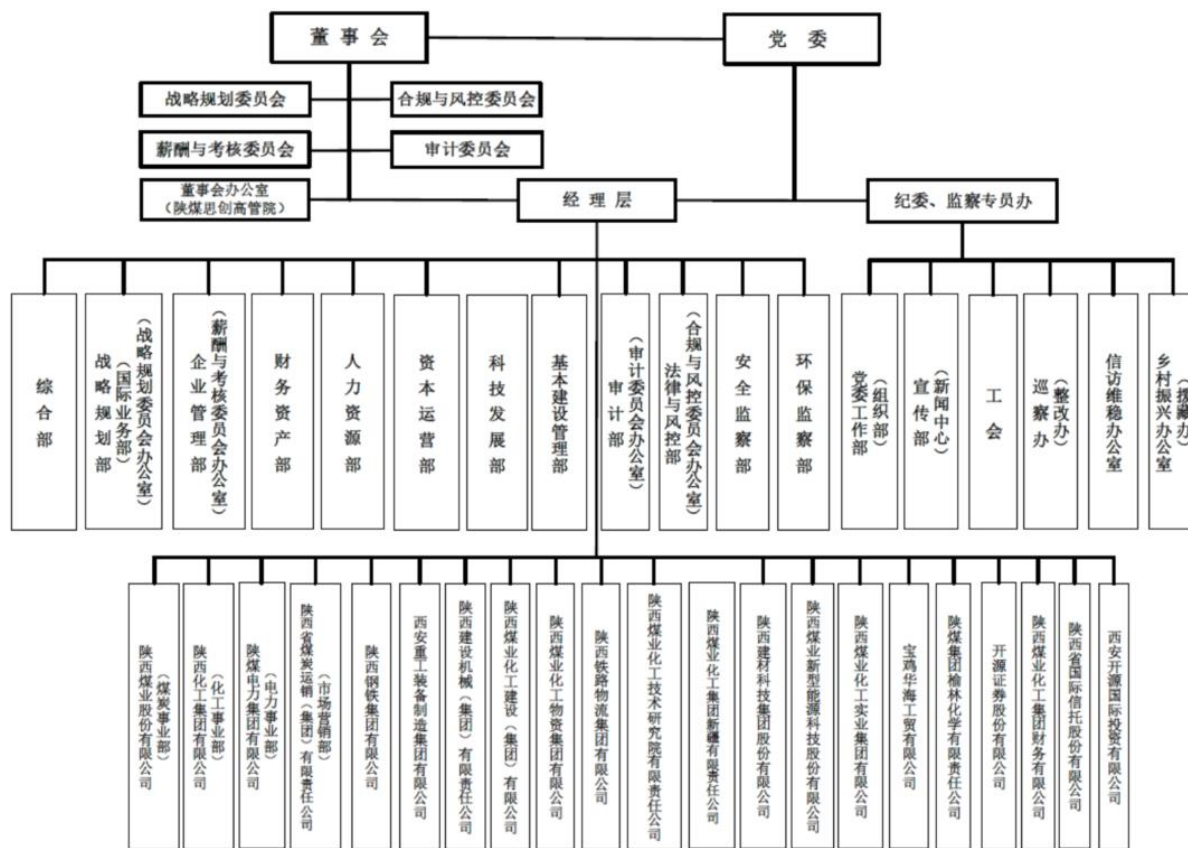 董事会
党委
战略规划委员会
合规与风控委员会
薪酬与考核委员会
审计委员会
董事会办公室
（陕煤思创高管院）
经理层
纪委、监察专员办
综合部
（战略规划委员会办公室）
（国际业务部）
战略规划部
（薪酬与考核委员会办公室）
企业管理部
财务资产部
人力资源部
资本运营部
科技发展部
基本建设管理部
（审计委员会办公室）
审计部
（合规与风控委员会办公室）
法律与风控部
安全监察部
环保监察部
（组织部）
党委工作部
（新闻中心）
宣传部
工会
（整改办）
巡察办
信访维稳办公室
（援藏办）
乡村振兴办公室
（煤炭事业部）
陕西煤业股份有限公司
（化工事业部）
陕西化工集团有限公司
（电力事业部）
陕煤电力集团有限公司
（市场营销部）
陕西省煤炭运销（集团）有限责任公司
陕西钢铁集团有限公司
西安重工装备制造集团有限公司
陕西建设机械（集团）有限责任公司
陕西煤业化工建设（集团）有限公司
陕西煤业化工物资集团有限公司
陕西铁路物流集团有限公司
陕西煤业化工技术研究院有限责任公司
陕西煤业化工集团新疆有限责任公司
陕西建材科技集团股份有限公司
陕西煤业新型能源科技股份有限公司
陕西煤业化工实业集团有限公司
宝鸡华海工贸有限公司
陕煤集团榆林化学有限责任公司
开源证券股份有限公司
陕西煤业化工集团财务有限公司
陕西省国际信托股份有限公司
西安开源国际投资有限公司